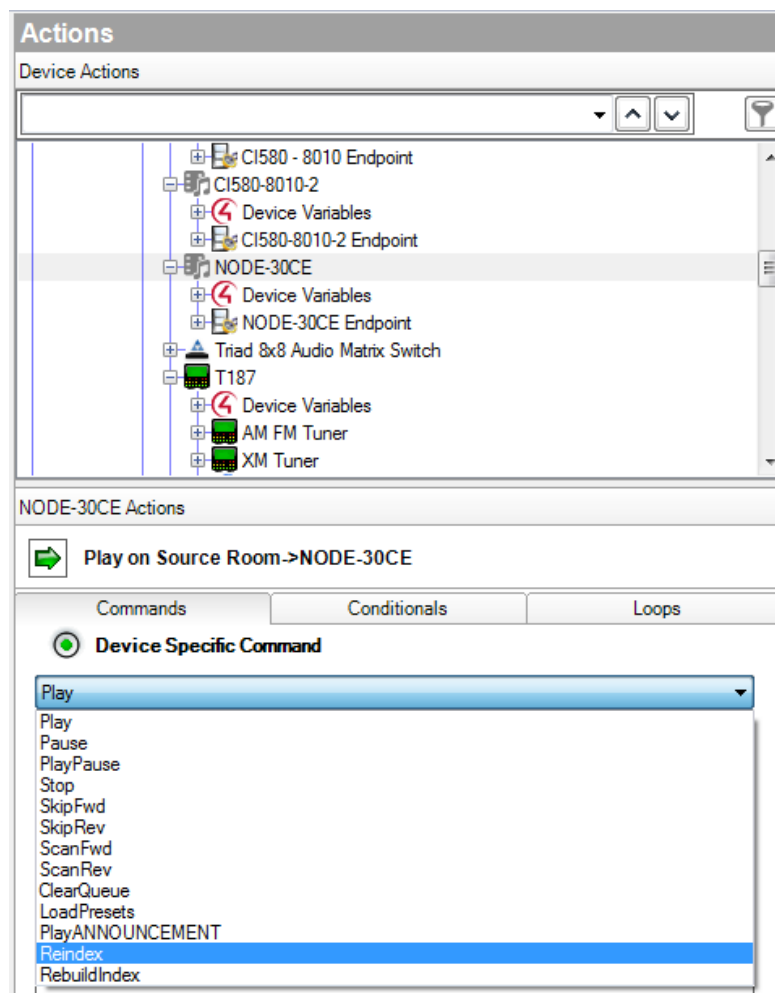 Actions
Device Actions
CI580 - 8010 Endpoint
CI580-8010-2
Device Variables
CI580-8010-2 Endpoint
NODE-30CE
Device Variables
NODE-30CE Endpoint
Triad 8x8 Audio Matrix Switch
T187
Device Variables
AM FM Tuner
XM Tuner
NODE-30CE Actions
Play on Source Room->NODE-30CE
Commands Conditionals Loops
Device Specific Command
Play
Play
Pause
PlayPause
Stop
SkipFwd
SkipRev
ScanFwd
ScanRev
ClearQueue
LoadPresets
PlayANNOUNCEMENT
Reindex
RebuildIndex